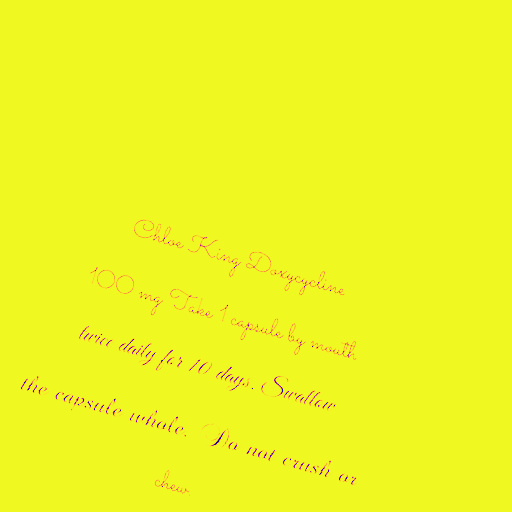 Chloe King Doxycycline
100 mg Take 1 capsule by mouth
twice daily for 10 days. Swallow
the capsule whole. Do not crush or
chew